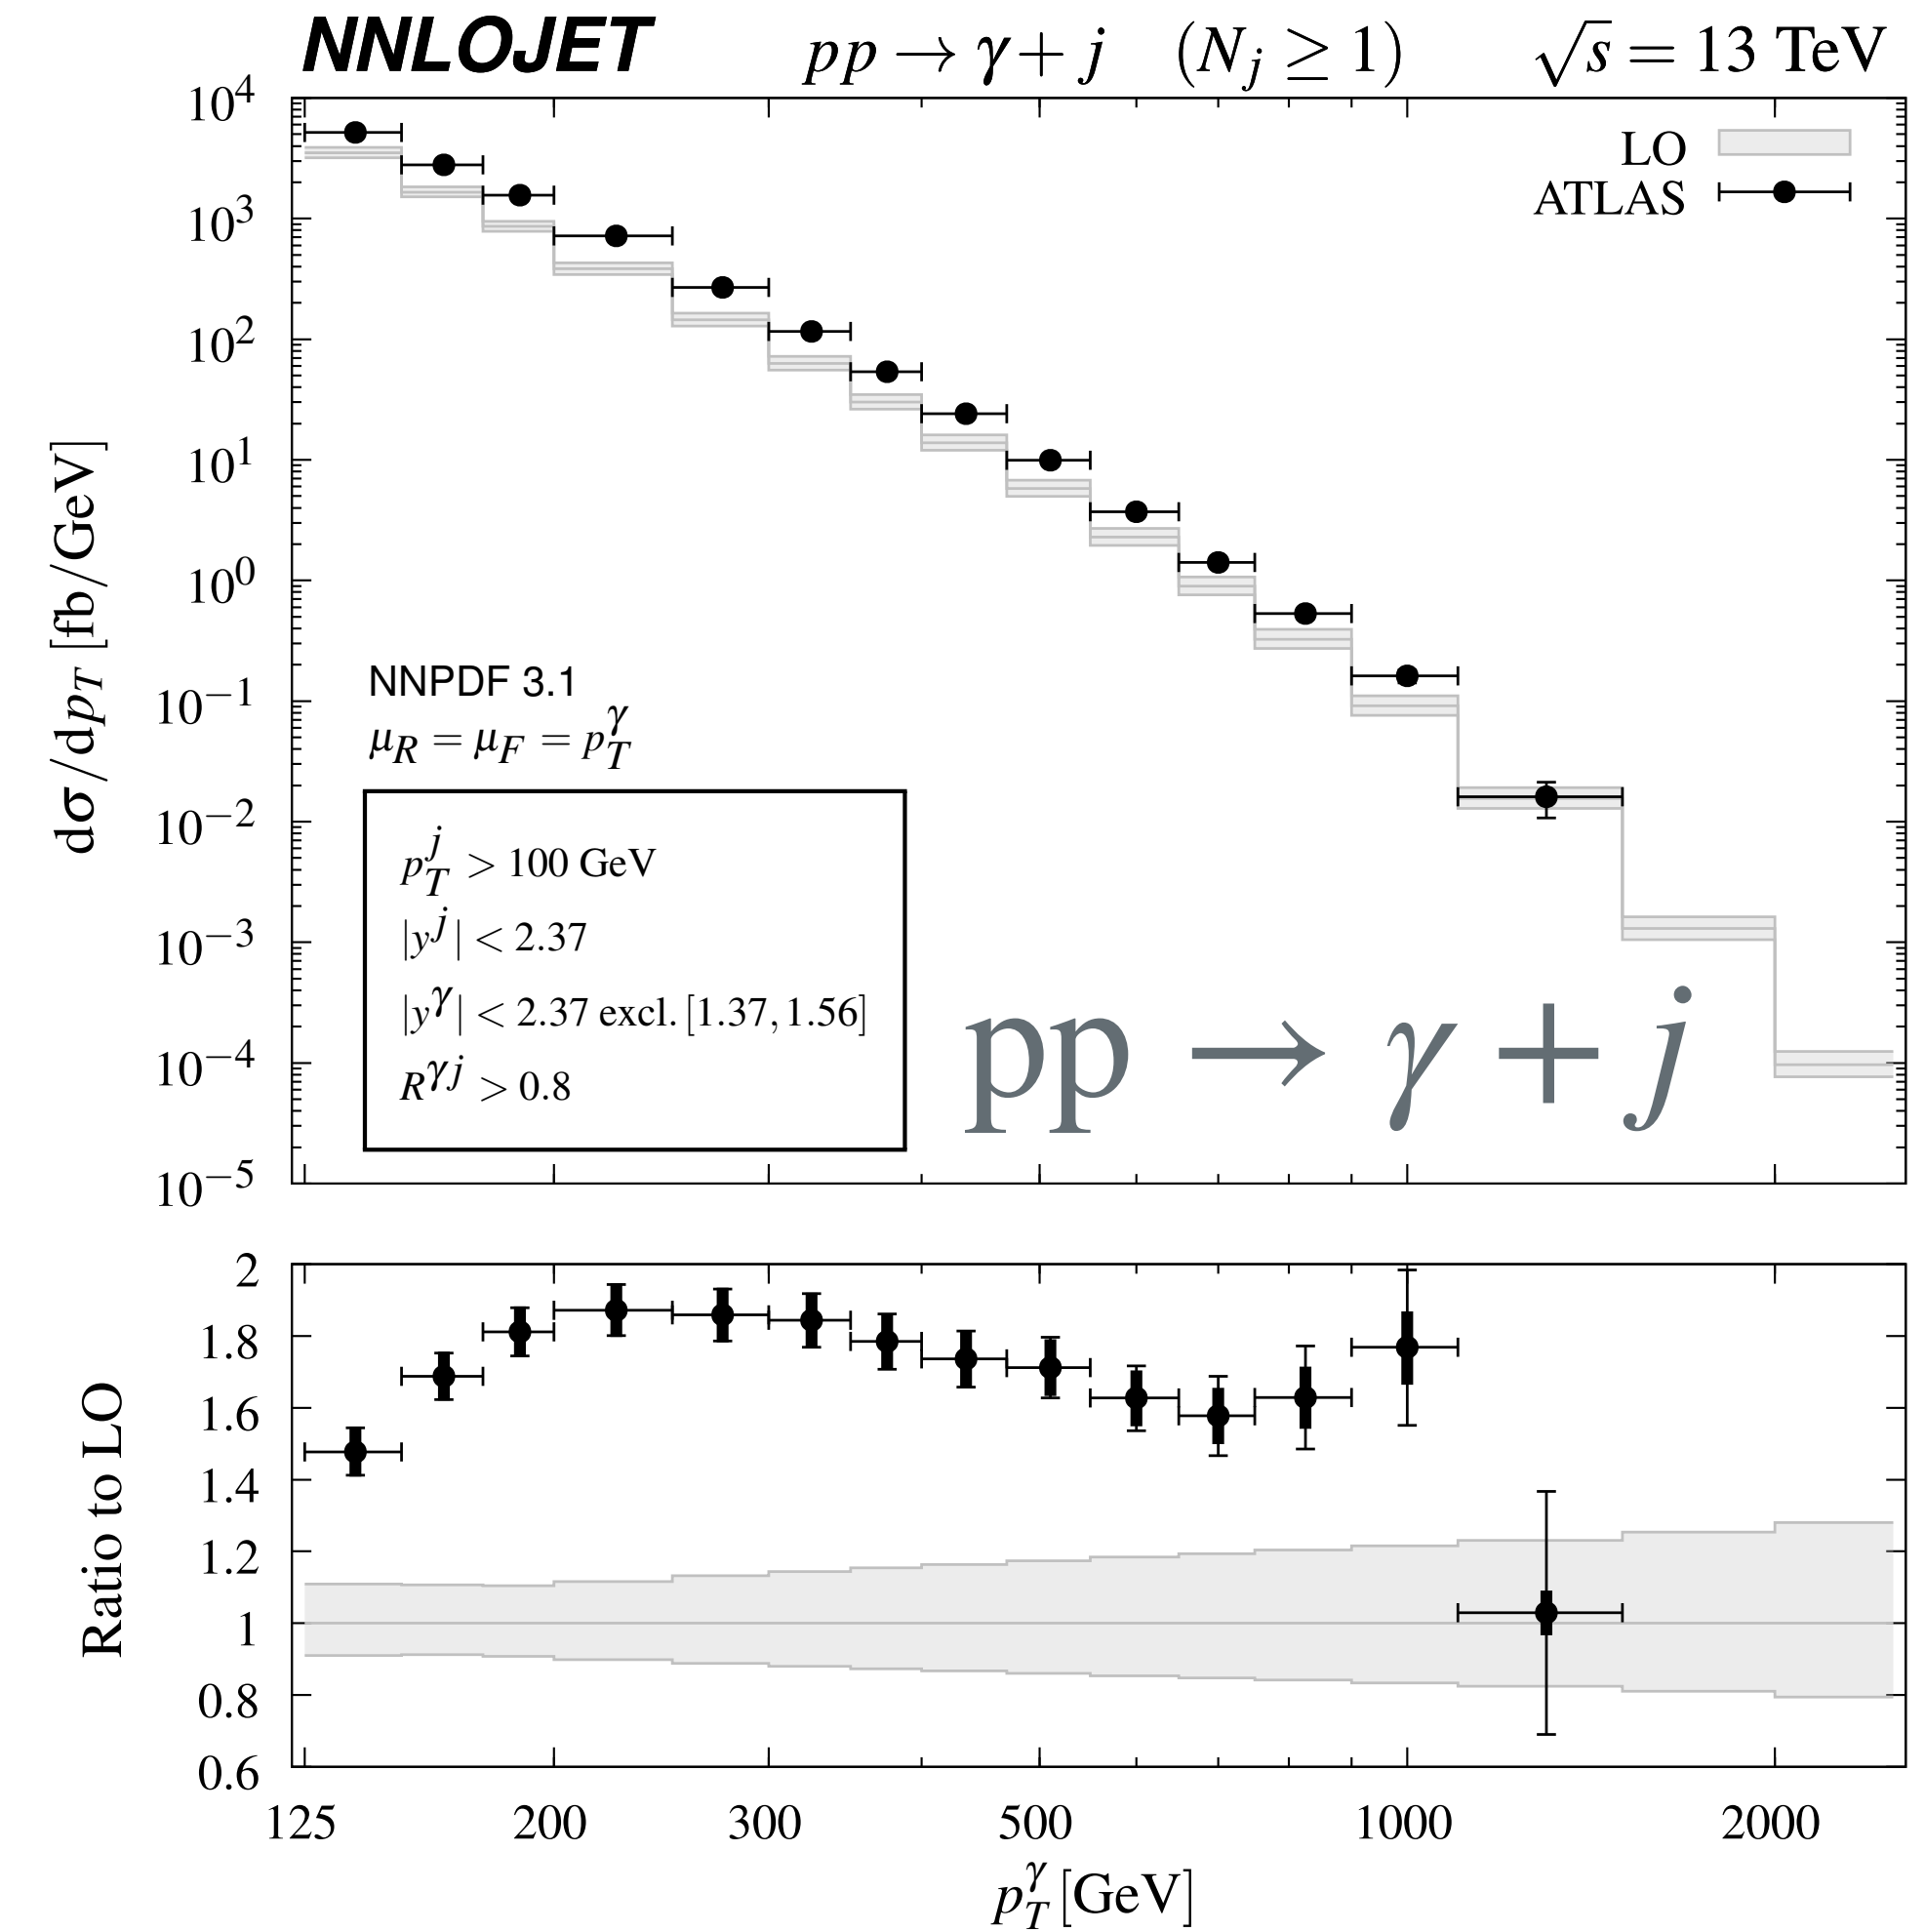 NNLOJET pp → γ + j (N_j ≥ 1) √s = 13 TeV
LO
ATLAS
dσ/dp_T [fb/GeV]
10^4
10^3
10^2
10^1
10^0
10^−1
10^−2
10^−3
10^−4
10^−5
NNPDF 3.1
μ_R = μ_F = p_T^γ
p_T^j > 100 GeV
|y^j| < 2.37
|y^γ| < 2.37 excl. [1.37, 1.56]
R^γj > 0.8
pp → γ + j
Ratio to LO
2
1.8
1.6
1.4
1.2
1
0.8
0.6
125 200 300 500 1000 2000
p_T^γ [GeV]